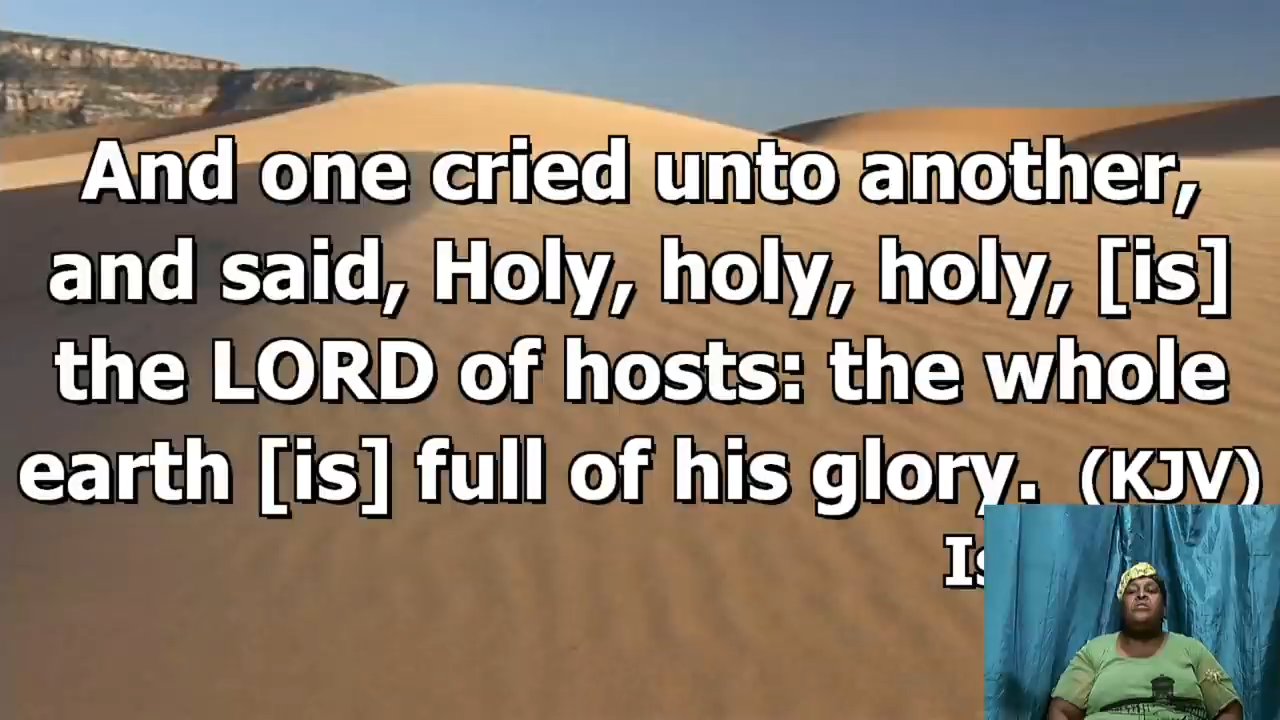 And one cried unto another,
and said, Holy, holy, holy, [is]
the LORD of hosts: the whole
earth [is] full of his glory. (KJV)